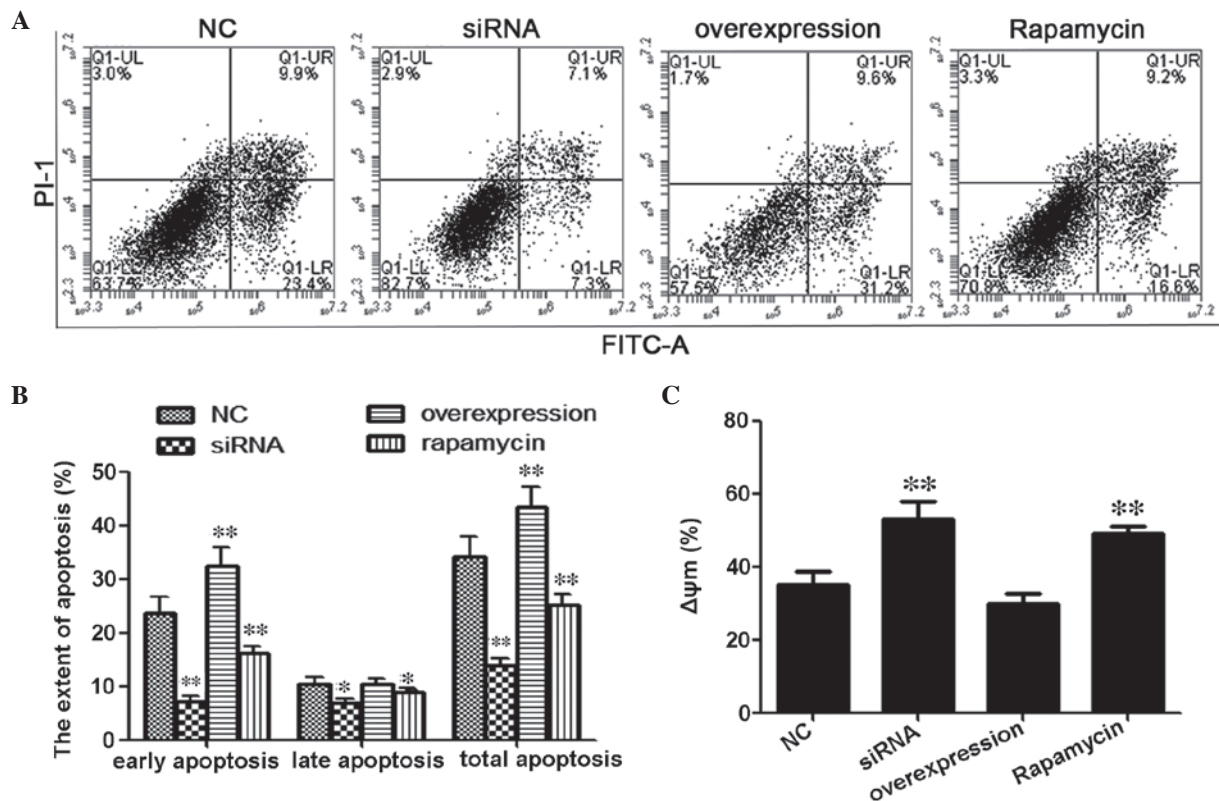 A
NC
siRNA
overexpression
Rapamycin
Q1-UL
3.0%
Q1-UR
9.9%
Q1-LL
63.7%
Q1-LR
23.4%
Q1-UL
2.9%
Q1-UR
7.1%
Q1-LL
82.7%
Q1-LR
7.3%
Q1-UL
1.7%
Q1-UR
9.6%
Q1-LL
57.5%
Q1-LR
31.2%
Q1-UL
3.3%
Q1-UR
9.2%
Q1-LL
70.8%
Q1-LR
16.6%
PI-1
FITC-A
B
NC
siRNA
overexpression
rapamycin
The extent of apoptosis (%)
50
40
30
20
10
0
** ** **
* *
** ** **
early apoptosis
late apoptosis
total apoptosis
C
Δψm (%)
80
60
40
20
0
**
**
NC
siRNA
overexpression
Rapamycin